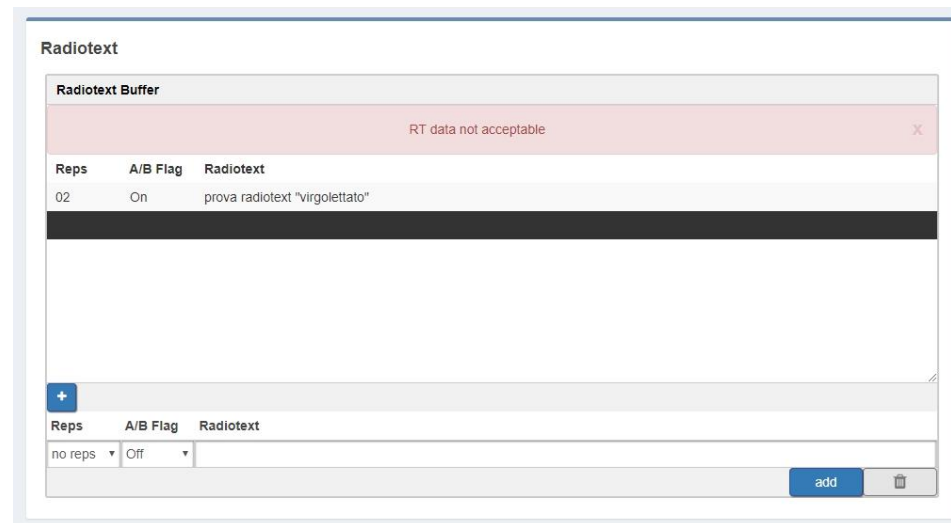 Radiotext
Radiotext Buffer
RT data not acceptable x
Reps A/B Flag Radiotext
02 On prova radiotext "virgolettato"
+
Reps A/B Flag Radiotext
no reps Off
add